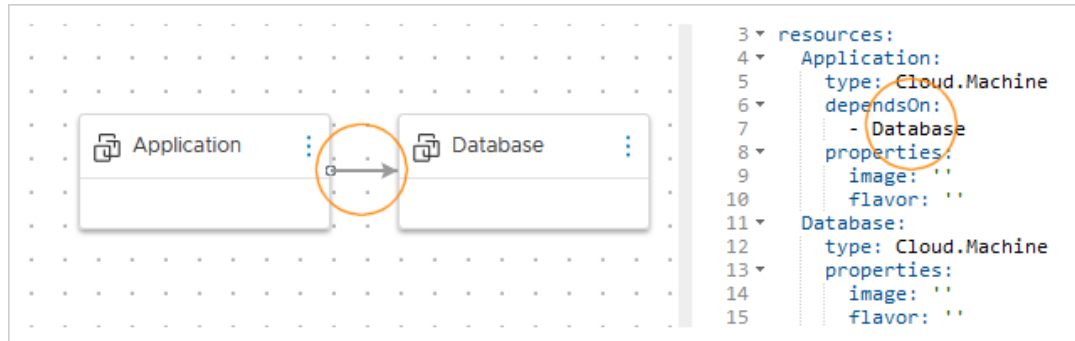 Application
Database
3 resources:
4 Application:
5 type: Cloud.Machine
6 dependsOn:
7 - Database
8 properties:
9 image: ''
10 flavor: ''
11 Database:
12 type: Cloud.Machine
13 properties:
14 image: ''
15 flavor: ''